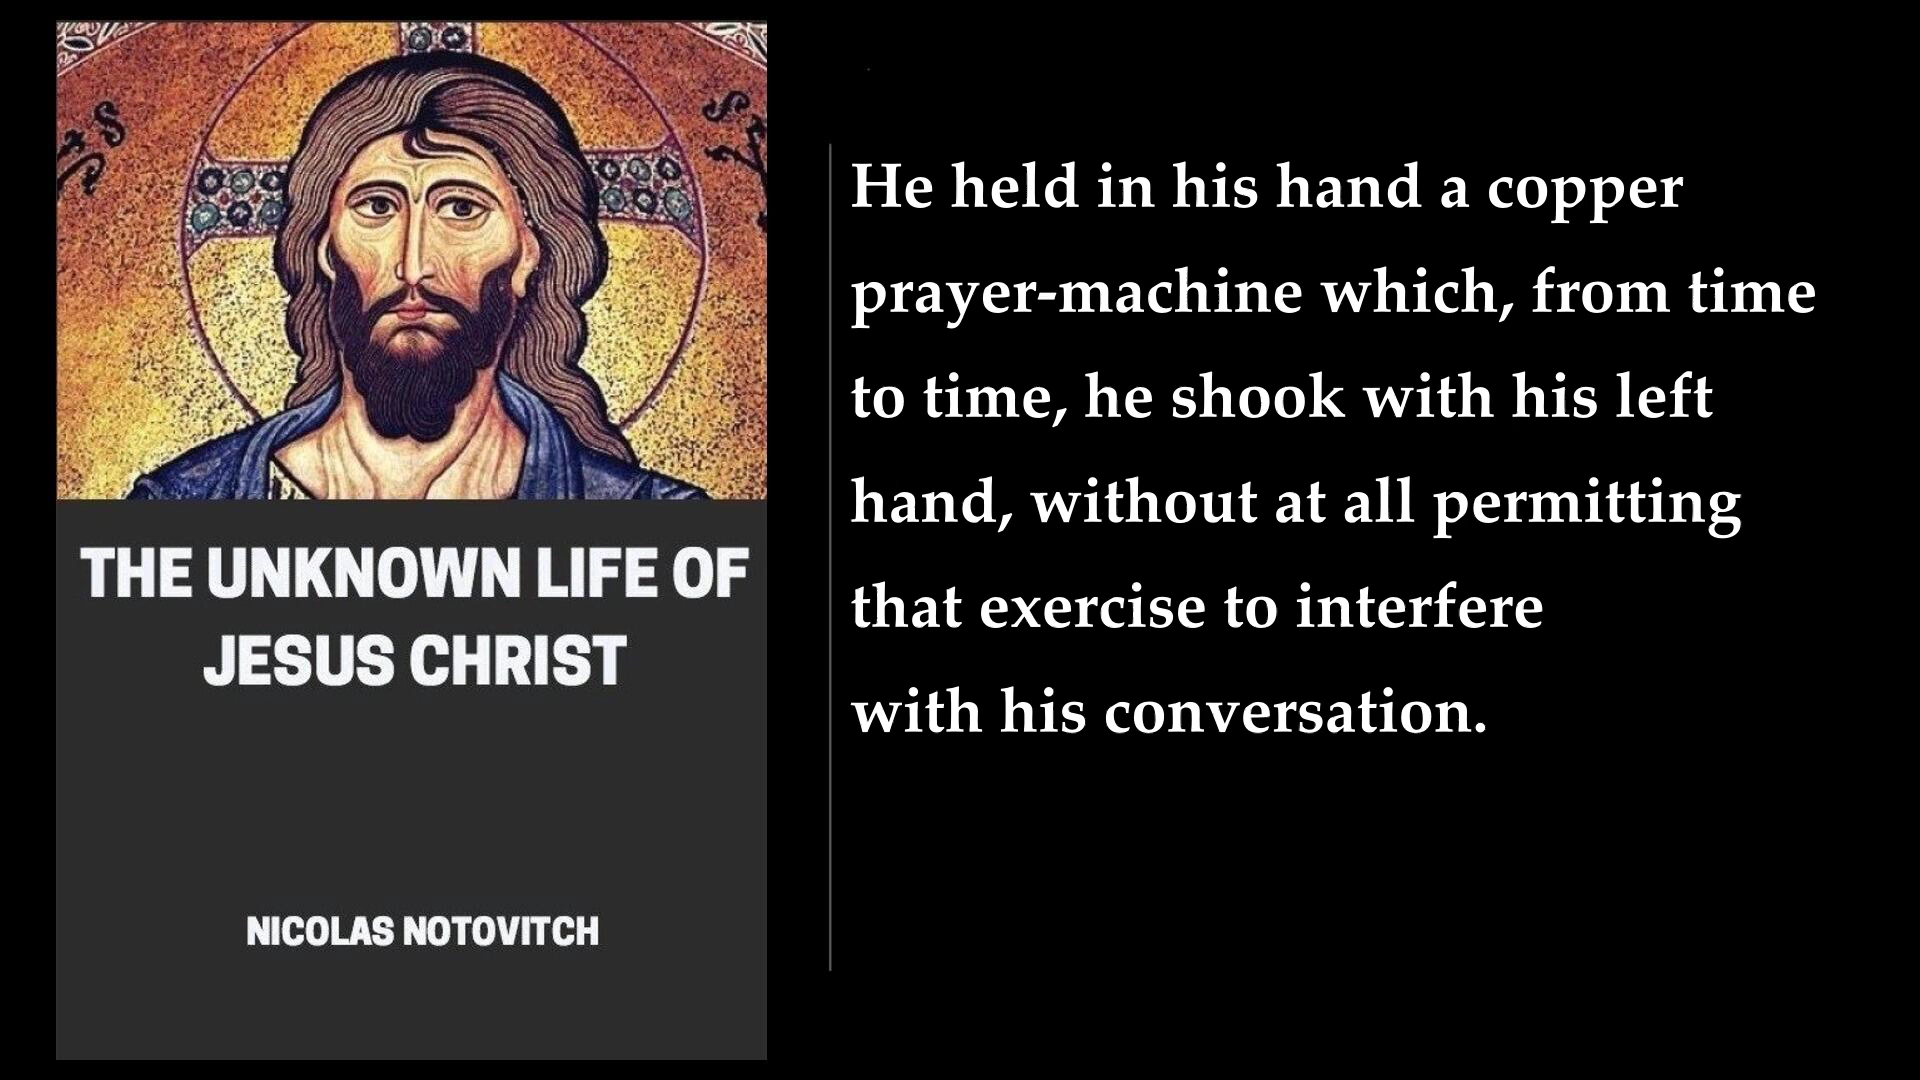 THE UNKNOWN LIFE OF
JESUS CHRIST
NICOLAS NOTOVITCH
He held in his hand a copper
prayer-machine which, from time
to time, he shook with his left
hand, without at all permitting
that exercise to interfere
with his conversation.